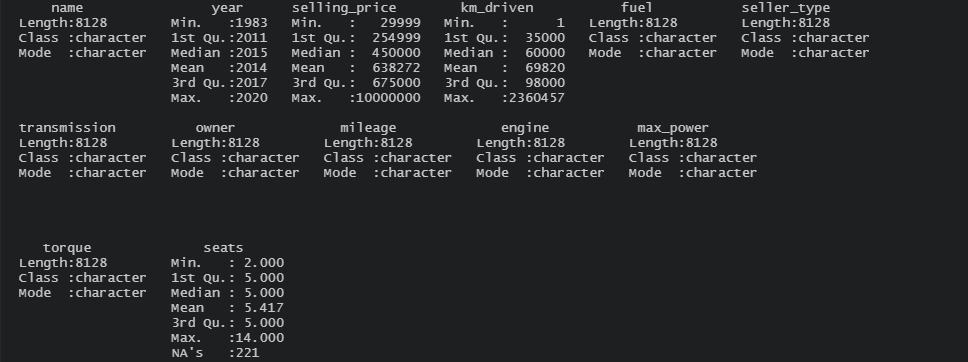 name year selling_price km_driven fuel seller_type
Length:8128 Min. :1983 Min. : 29999 Min. : 1 Length:8128 Length:8128
Class :character 1st Qu.:2011 1st Qu.: 254999 1st Qu.: 35000 Class :character Class :character
Mode :character Median :2015 Median : 450000 Median : 60000 Mode :character Mode :character
Mean :2014 Mean : 638272 Mean : 69820
3rd Qu.:2017 3rd Qu.: 675000 3rd Qu.: 98000
Max. :2020 Max. :10000000 Max. :2360457
transmission owner mileage engine max_power
Length:8128 Length:8128 Length:8128 Length:8128 Length:8128
Class :character Class :character Class :character Class :character Class :character
Mode :character Mode :character Mode :character Mode :character Mode :character
torque seats
Length:8128 Min. : 2.000
Class :character 1st Qu.: 5.000
Mode :character Median : 5.000
Mean : 5.417
3rd Qu.: 5.000
Max. :14.000
NA's :221